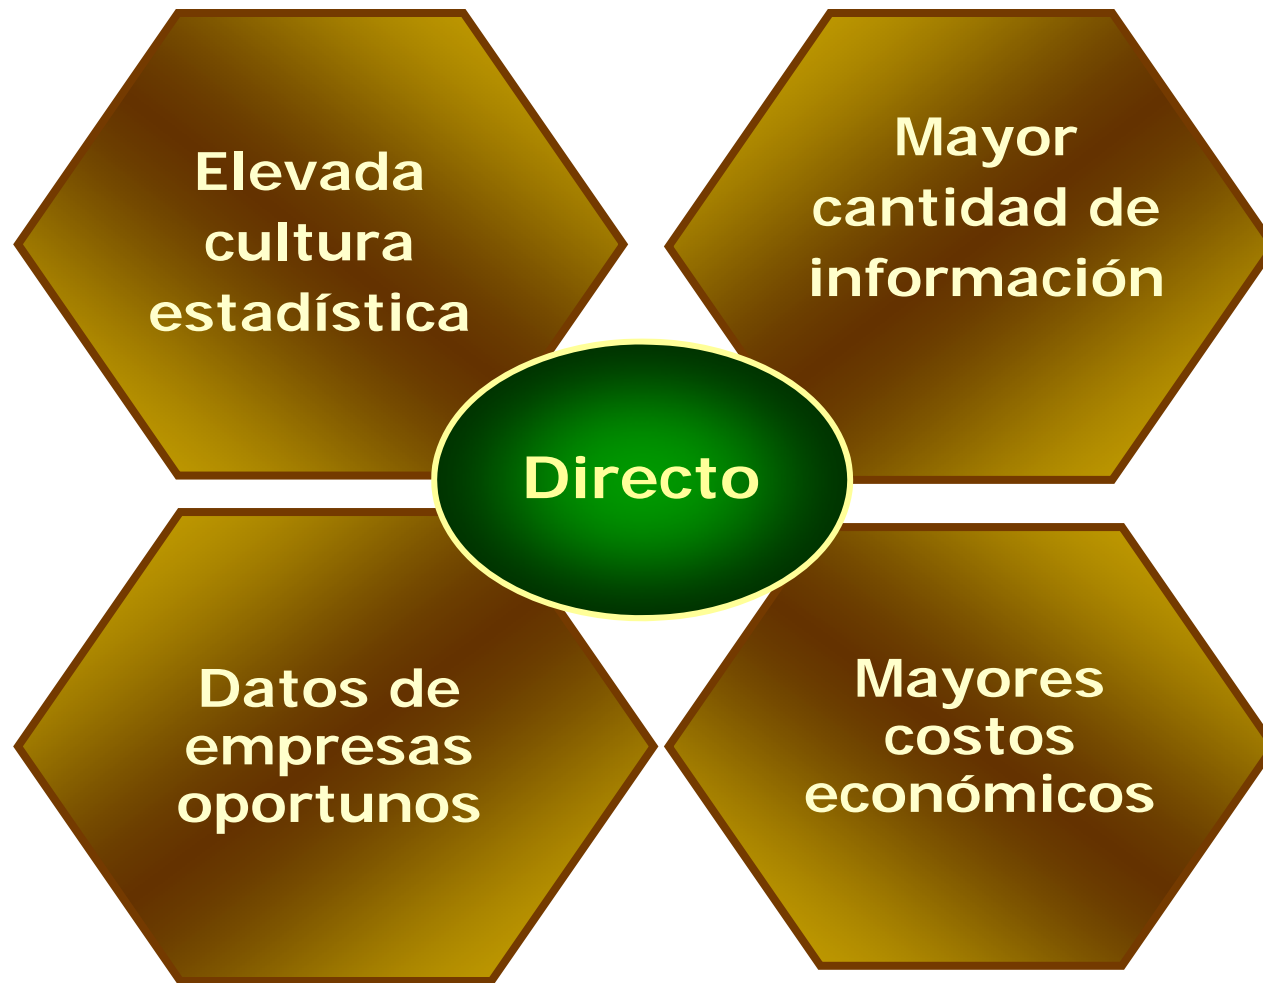 Elevada
cultura
estadística
Mayor
cantidad de
información
Directo
Datos de
empresas
oportunos
Mayores
costos
económicos